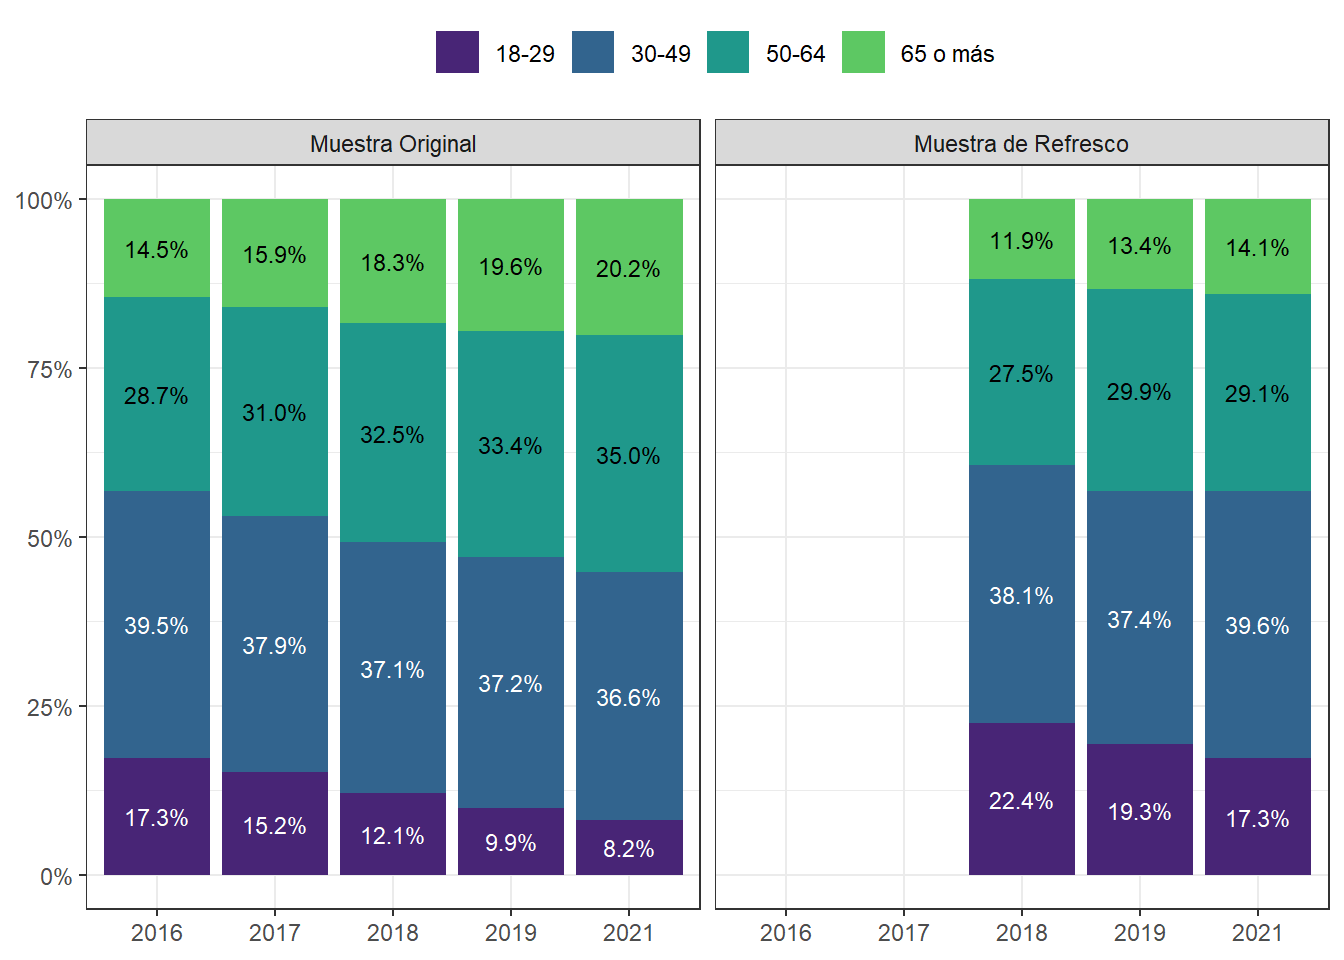 18-29 30-49 50-64 65 o más
Muestra Original Muestra de Refresco
100%
14.5% 15.9% 18.3% 19.6% 20.2% 11.9% 13.4% 14.1%
75%
28.7% 31.0% 32.5% 33.4% 35.0% 27.5% 29.9% 29.1%
50%
39.5% 37.9% 37.1% 37.2% 36.6% 38.1% 37.4% 39.6%
25%
17.3% 15.2% 12.1% 9.9% 8.2% 22.4% 19.3% 17.3%
0%
2016 2017 2018 2019 2021 2016 2017 2018 2019 2021